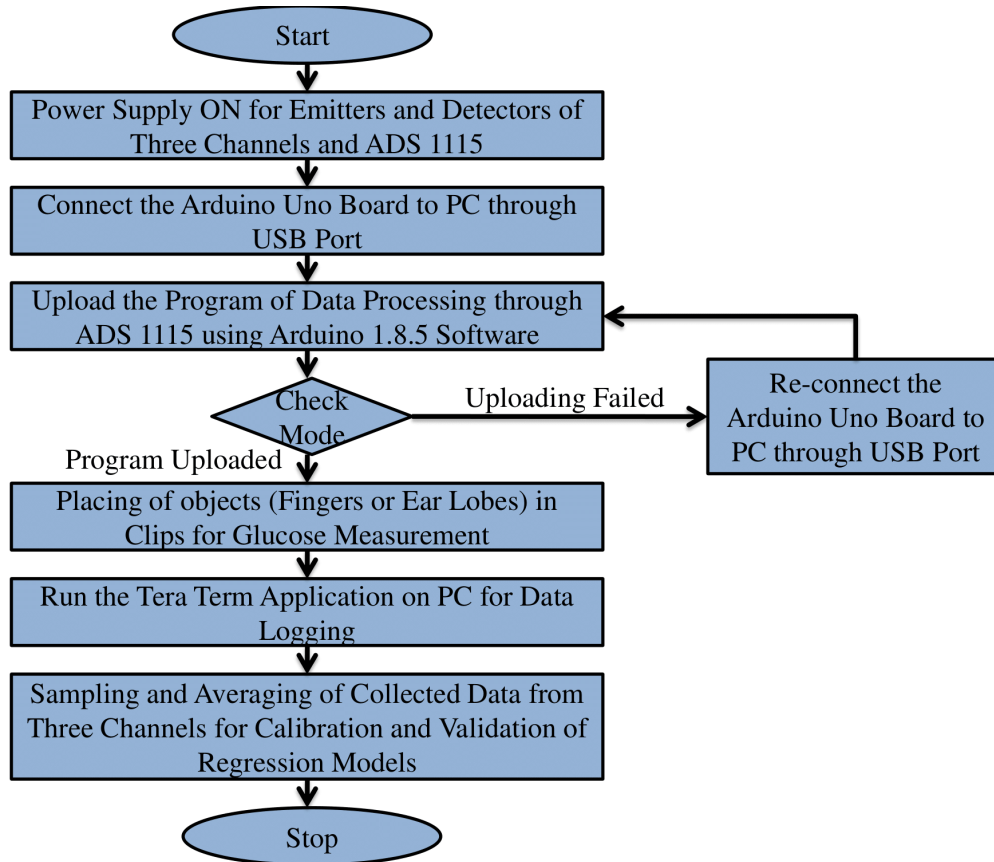 Start
Power Supply ON for Emitters and Detectors of
Three Channels and ADS 1115
Connect the Arduino Uno Board to PC through
USB Port
Upload the Program of Data Processing through
ADS 1115 using Arduino 1.8.5 Software
Check
Mode
Uploading Failed
Re-connect the
Arduino Uno Board to
PC through USB Port
Program Uploaded
Placing of objects (Fingers or Ear Lobes) in
Clips for Glucose Measurement
Run the Tera Term Application on PC for Data
Logging
Sampling and Averaging of Collected Data from
Three Channels for Calibration and Validation of
Regression Models
Stop